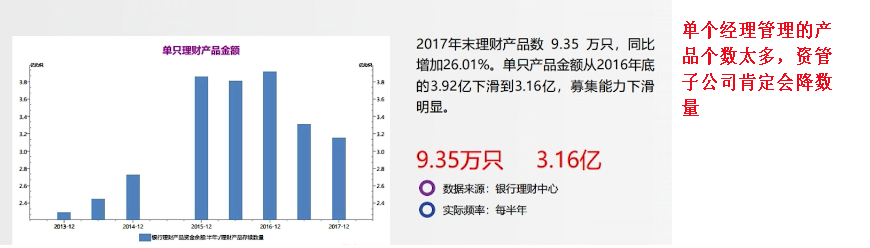 单只理财产品金额
亿元/只
亿元/只
3.8
3.6
3.4
3.2
3.0
2.8
2.6
2.4
3.8
3.6
3.4
3.2
3.0
2.8
2.6
2.4
2013-12
2014-12
2015-12
2016-12
2017-12
银行理财产品资金余额:半年/理财产品存续数量
2017年末理财产品数 9.35 万只，同比
增加26.01%。单只产品金额从2016年底
的3.92亿下滑到3.16亿，募集能力下滑
明显。
9.35万只 3.16亿
数据来源：银行理财中心
实际频率：每半年
单个经理管理的产
品个数太多，资管
子公司肯定会降数
量